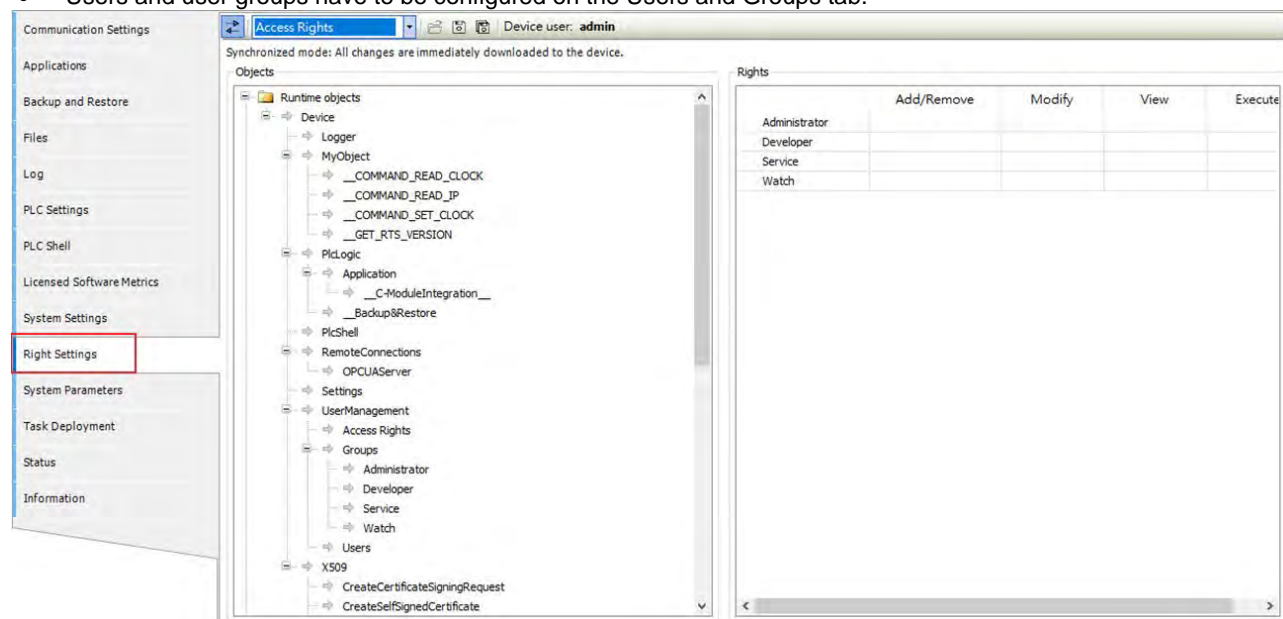 • Users and user groups have to be configured on the Users and Groups tab.
Communication Settings
Applications
Backup and Restore
Files
Log
PLC Settings
PLC Shell
Licensed Software Metrics
System Settings
Right Settings
System Parameters
Task Deployment
Status
Information
Access Rights
Device user: admin
Synchronized mode: All changes are immediately downloaded to the device.
Objects
Runtime objects
Device
Logger
MyObject
__COMMAND_READ_CLOCK
__COMMAND_READ_IP
__COMMAND_SET_CLOCK
__GET_RTS_VERSION
PlcLogic
Application
__C-ModuleIntegration__
__Backup&Restore
PlcShell
RemoteConnections
OPCUAServer
Settings
UserManagement
Access Rights
Groups
Administrator
Developer
Service
Watch
Users
X509
CreateCertificateSigningRequest
CreateSelfSignedCertificate
Rights
Add/Remove Modify View Execute
Administrator
Developer
Service
Watch